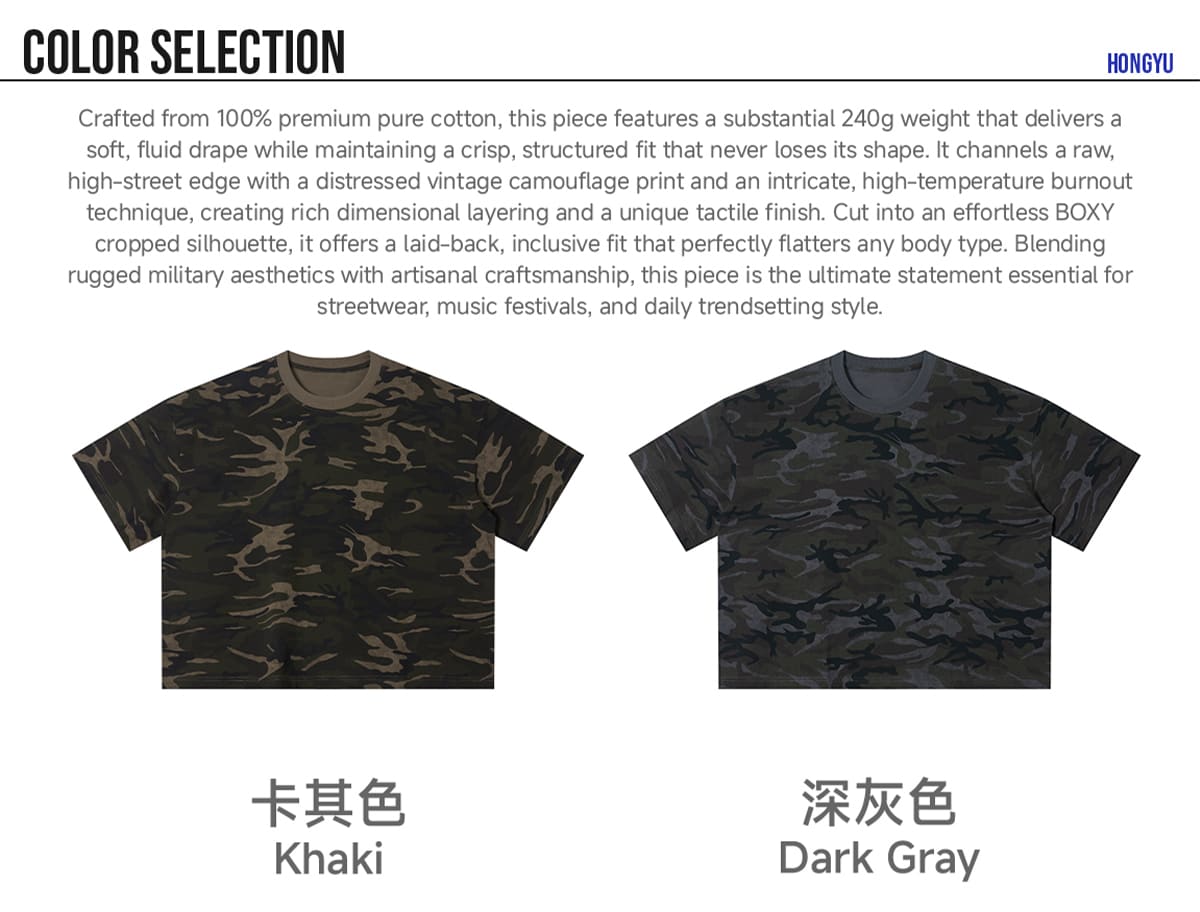 COLOR SELECTION
HONGYU
Crafted from 100% premium pure cotton, this piece features a substantial 240g weight that delivers a
soft, fluid drape while maintaining a crisp, structured fit that never loses its shape. It channels a raw,
high-street edge with a distressed vintage camouflage print and an intricate, high-temperature burnout
technique, creating rich dimensional layering and a unique tactile finish. Cut into an effortless BOXY
cropped silhouette, it offers a laid-back, inclusive fit that perfectly flatters any body type. Blending
rugged military aesthetics with artisanal craftsmanship, this piece is the ultimate statement essential for
streetwear, music festivals, and daily trendsetting style.
卡其色
Khaki
深灰色
Dark Gray